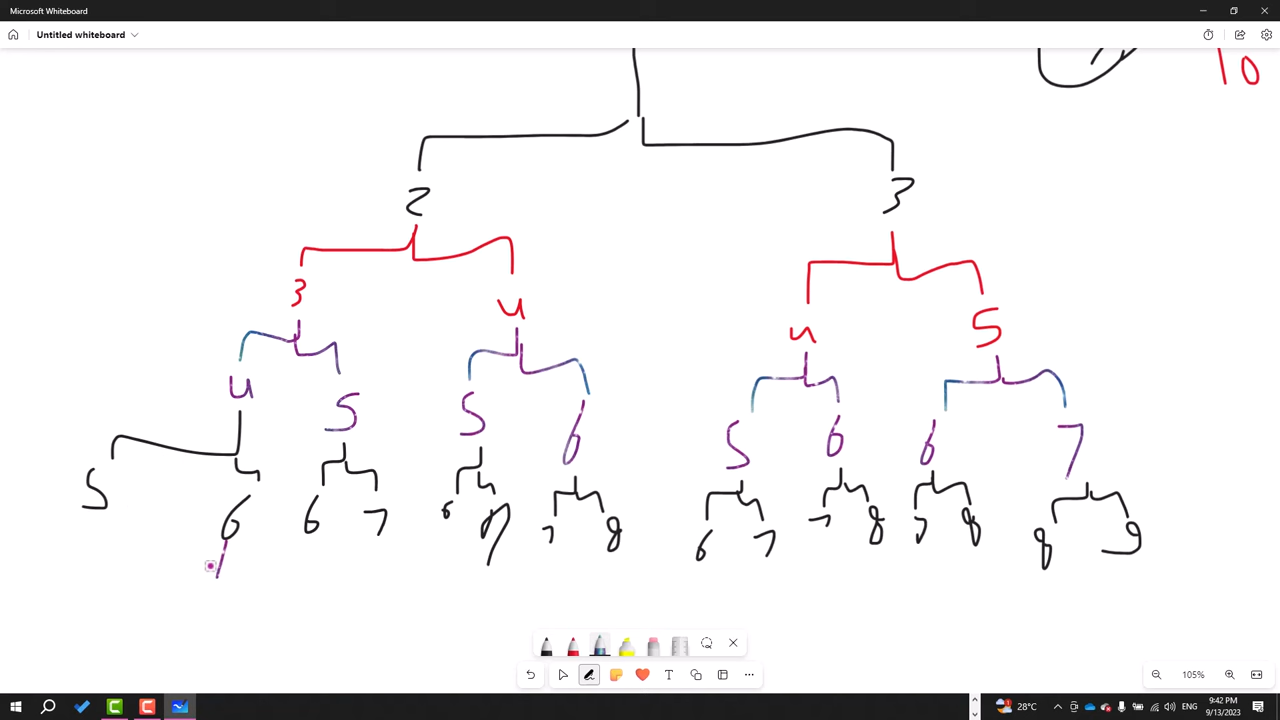 Microsoft Whiteboard
Untitled whiteboard
10
2 3
3 4
4 5
4 5 5 6
5 6 6 7
5 6 6 7 6 7 8
6 7 7 8 7 8 8 9
105%
28°C
ENG
9:42 PM
9/13/2023